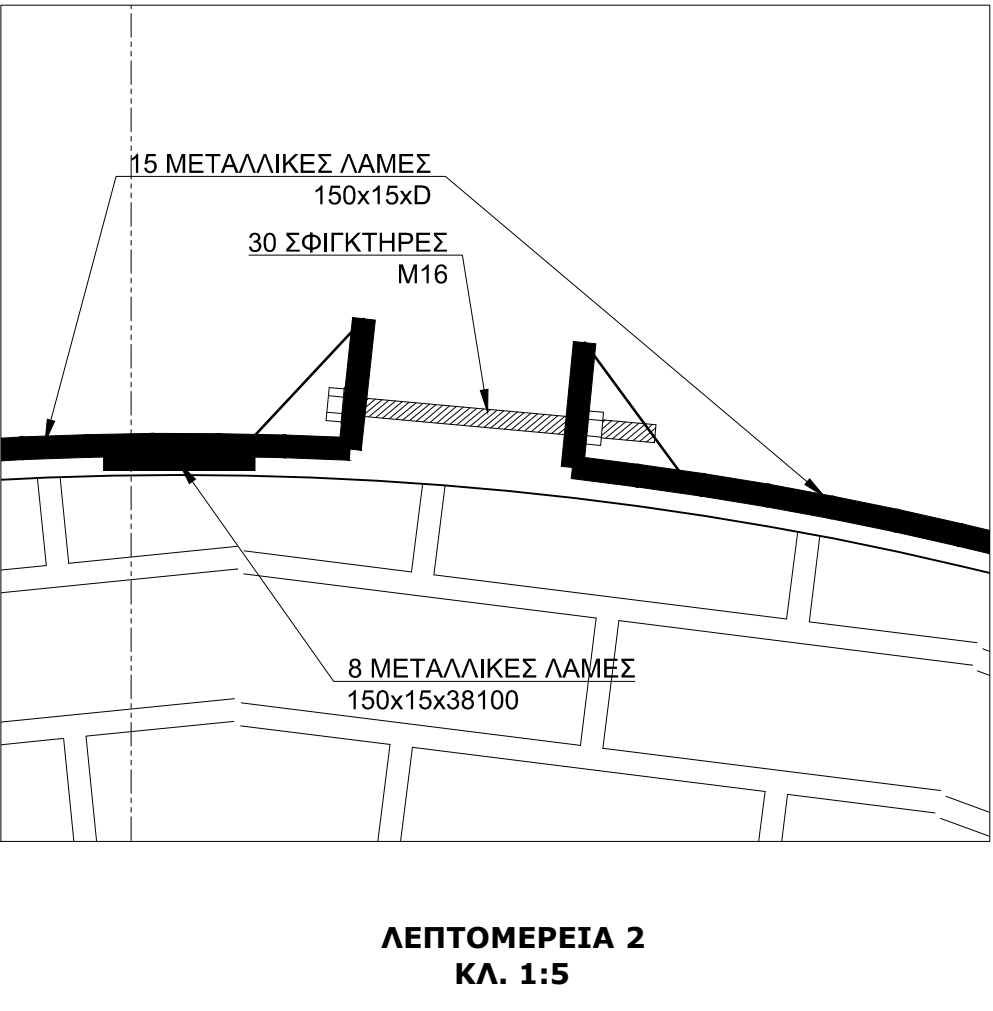 15 ΜΕΤΑΛΛΙΚΕΣ ΛΑΜΕΣ
150x15xD
30 ΣΦΙΓΚΤΗΡΕΣ
M16
8 ΜΕΤΑΛΛΙΚΕΣ ΛΑΜΕΣ
150x15x38100
ΛΕΠΤΟΜΕΡΕΙΑ 2
ΚΛ. 1:5